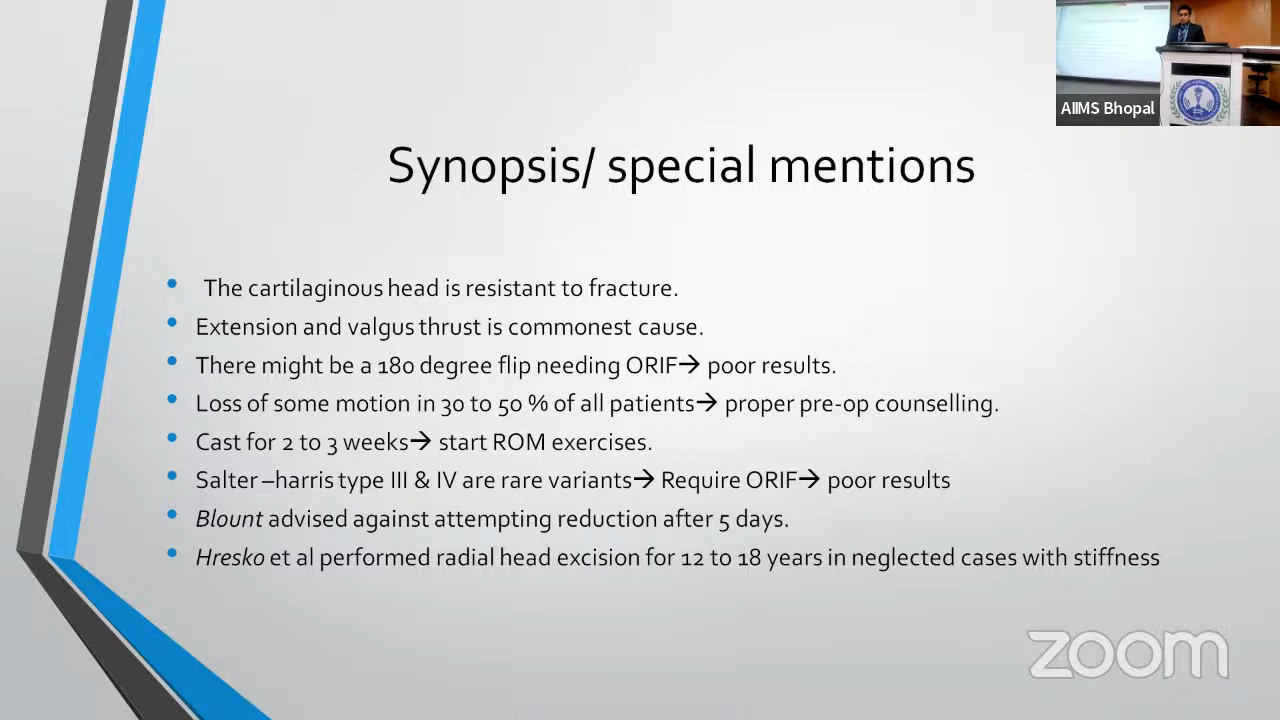 AIIMS Bhopal
Synopsis/ special mentions
The cartilaginous head is resistant to fracture.
Extension and valgus thrust is commonest cause.
There might be a 180 degree flip needing ORIF→ poor results.
Loss of some motion in 30 to 50 % of all patients→ proper pre-op counselling.
Cast for 2 to 3 weeks→ start ROM exercises.
Salter –harris type III & IV are rare variants→ Require ORIF→ poor results
Blount advised against attempting reduction after 5 days.
Hresko et al performed radial head excision for 12 to 18 years in neglected cases with stiffness
zoom